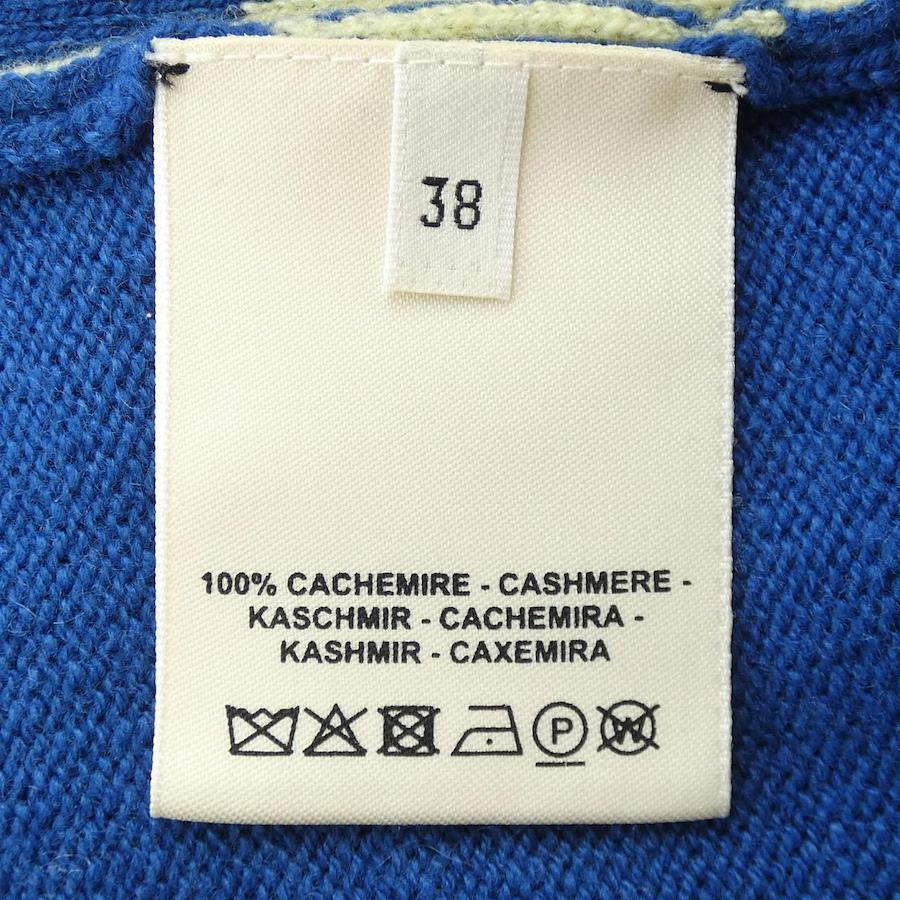 38
100% CACHEMIRE - CASHMERE -
KASCHMIR - CACHEMIRA -
KASHMIR - CAXEMIRA
P W